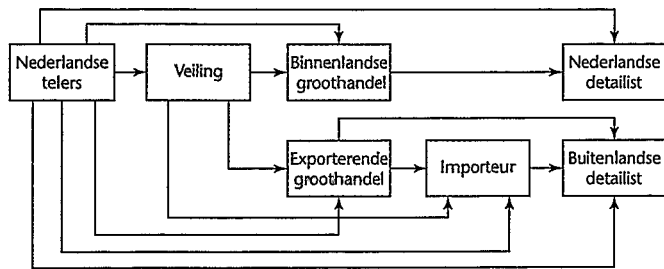 Nederlandse
telers
Veiling
Binnenlandse
groothandel
Nederlandse
detailist
Exporterende
groothandel
Importeur
Buitenlandse
detailist